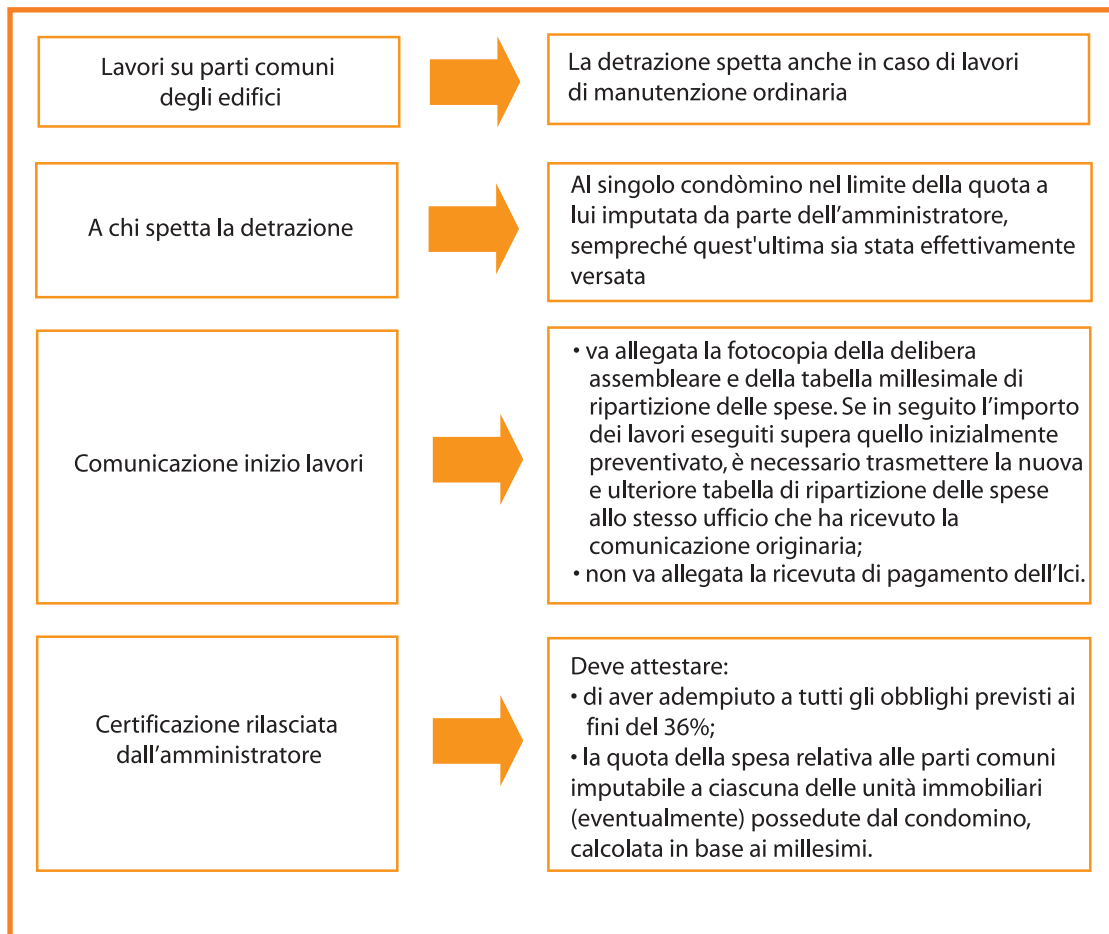 Lavori su parti comuni
degli edifici
La detrazione spetta anche in caso di lavori
di manutenzione ordinaria
A chi spetta la detrazione
Al singolo condòmino nel limite della quota a
lui imputata da parte dell’amministratore,
sempreché quest'ultima sia stata effettivamente
versata
Comunicazione inizio lavori
• va allegata la fotocopia della delibera
assembleare e della tabella millesimale di
ripartizione delle spese. Se in seguito l’importo
dei lavori eseguiti supera quello inizialmente
preventivato, è necessario trasmettere la nuova
e ulteriore tabella di ripartizione delle spese
allo stesso ufficio che ha ricevuto la
comunicazione originaria;
• non va allegata la ricevuta di pagamento dell’Ici.
Certificazione rilasciata
dall’amministratore
Deve attestare:
• di aver adempiuto a tutti gli obblighi previsti ai
fini del 36%;
• la quota della spesa relativa alle parti comuni
imputabile a ciascuna delle unità immobiliari
(eventualmente) possedute dal condomino,
calcolata in base ai millesimi.